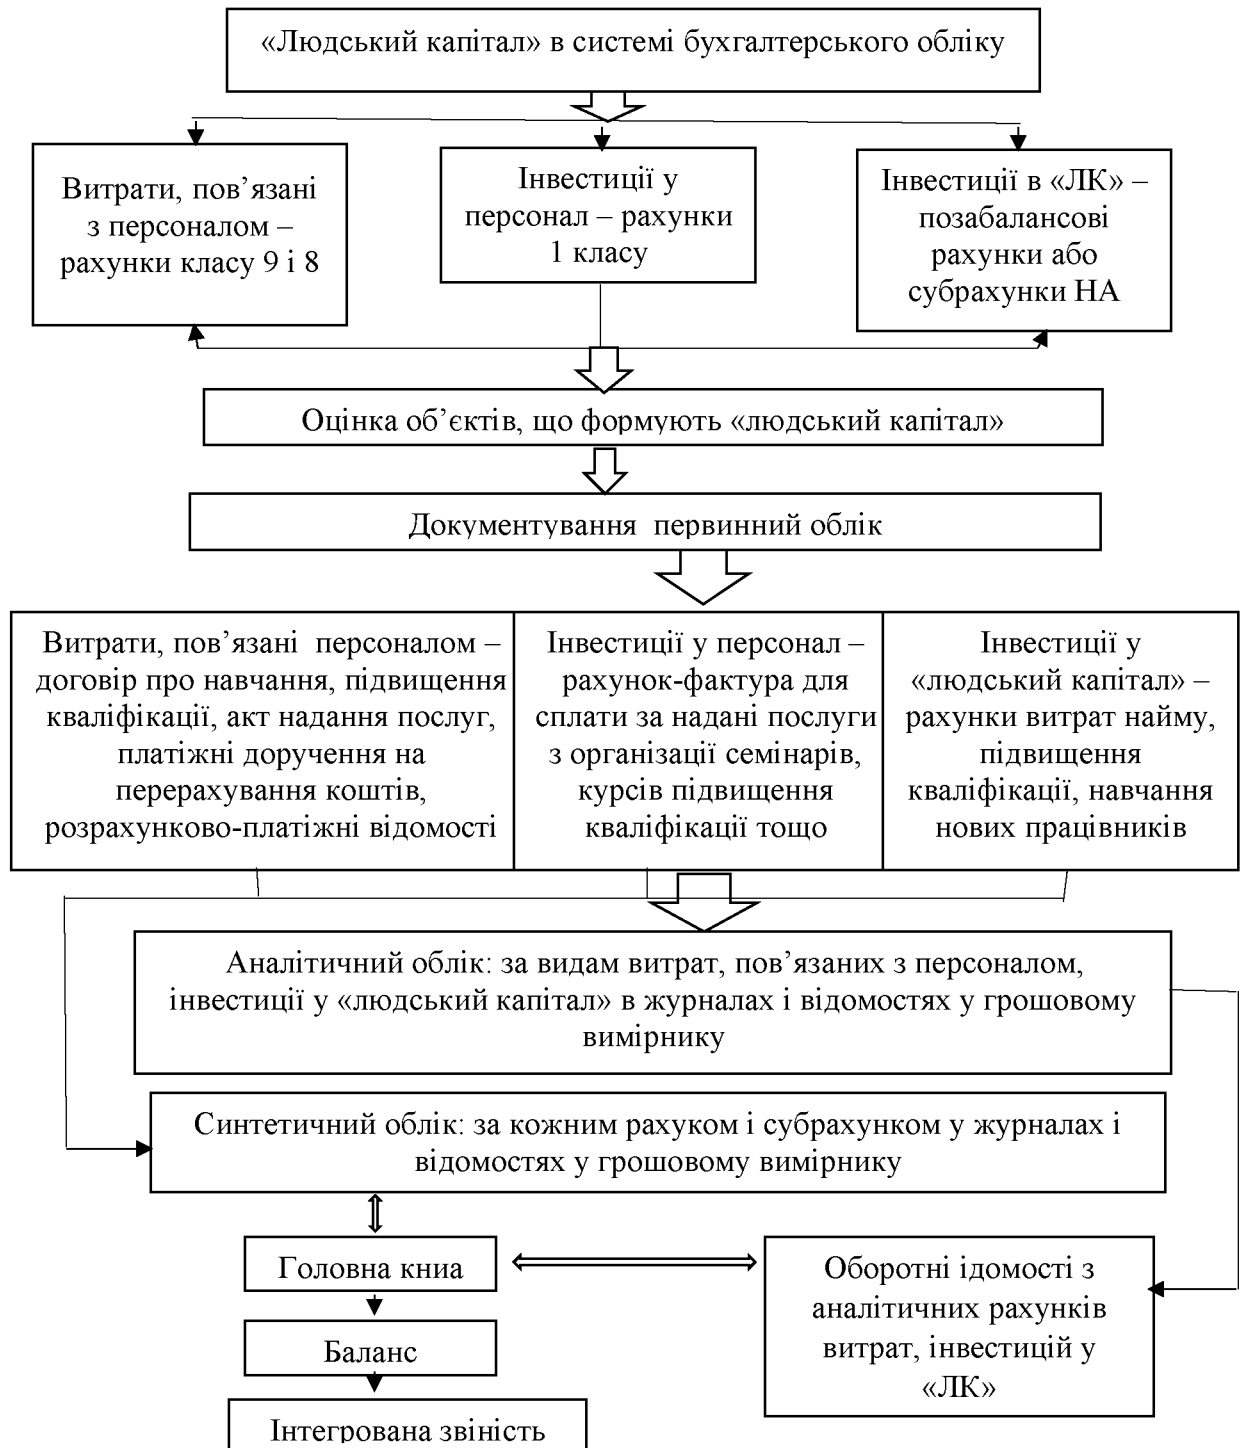 «Людський капітал» в системі бухгалтерського обліку
Витрати, пов’язані
з персоналом –
рахунки класу 9 і 8
Інвестиції у
персонал – рахунки
1 класу
Інвестиції в «ЛК» –
позабалансові
рахунки або
субрахунки НА
Оцінка об’єктів, що формують «людський капітал»
Документування первинний облік
Витрати, пов’язані персоналом –
договір про навчання, підвищення
кваліфікації, акт надання послуг,
платіжні доручення на
перерахування коштів,
розрахунково-платіжні відомості
Інвестиції у персонал –
рахунок-фактура для
сплати за надані послуги
з організації семінарів,
курсів підвищення
кваліфікації тощо
Інвестиції у
«людський капітал» –
рахунки витрат найму,
підвищення
кваліфікації, навчання
нових працівників
Аналітичний облік: за видам витрат, пов’язаних з персоналом,
інвестиції у «людський капітал» в журналах і відомостях у грошовому
вимірнику
Синтетичний облік: за кожним рахуком і субрахунком у журналах і
відомостях у грошовому вимірнику
Головна книа
Оборотні ідомості з
аналітичних рахунків
витрат, інвестицій у
«ЛК»
Баланс
Інтегрована звіність